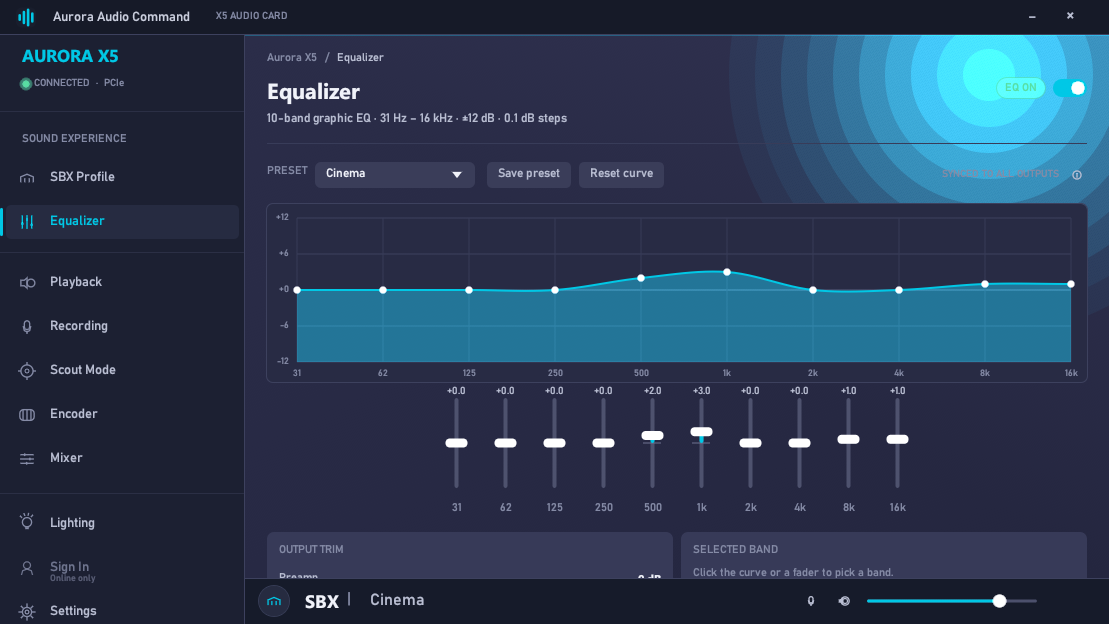 Aurora Audio Command
X5 AUDIO CARD
AURORA X5
CONNECTED · PCIe
SOUND EXPERIENCE
SBX Profile
Equalizer
Playback
Recording
Scout Mode
Encoder
Mixer
Lighting
Sign In
Online only
Settings
Aurora X5 / Equalizer
Equalizer
EQ ON
10-band graphic EQ · 31 Hz – 16 kHz · ±12 dB · 0.1 dB steps
PRESET
Cinema
Save preset
Reset curve
+12
+6
+0
−6
−12
31 62 125 250 500 1k 2k 4k 8k 16k
+0.0 +0.0 +0.0 +0.0 +2.0 +3.0 +0.0 +0.0 +1.0 +1.0
31 62 125 250 500 1k 2k 4k 8k 16k
OUTPUT TRIM
Preamp
0 dB
SELECTED BAND
Click the curve or a fader to pick a band.
SBX | Cinema